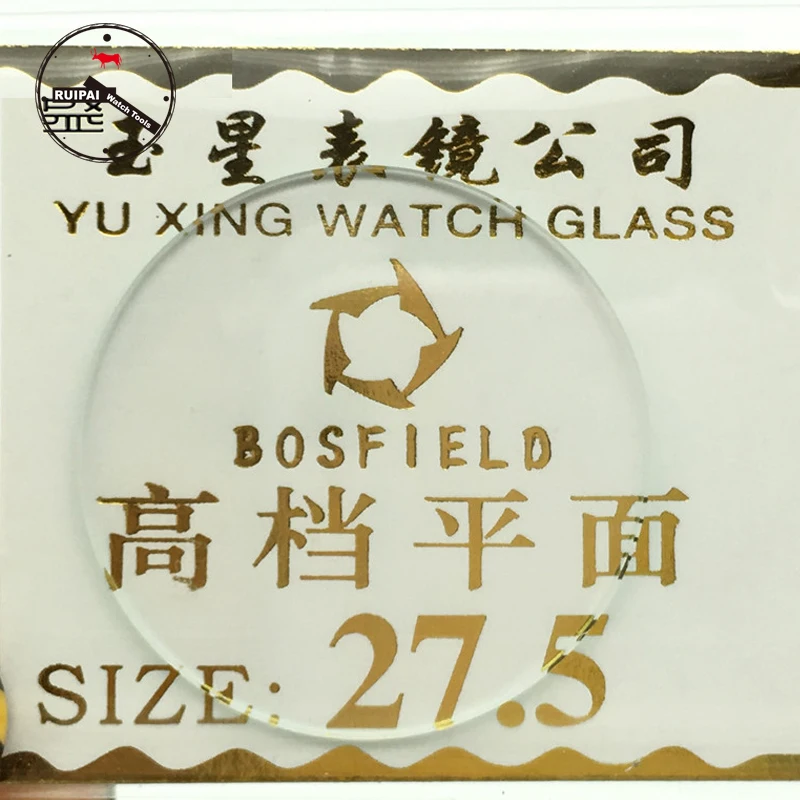 RUIPAI
Watch Tools
玉星表镜公司
YU XING WATCH GLASS
BOSFIELD
高档平面
SIZE: 27.5